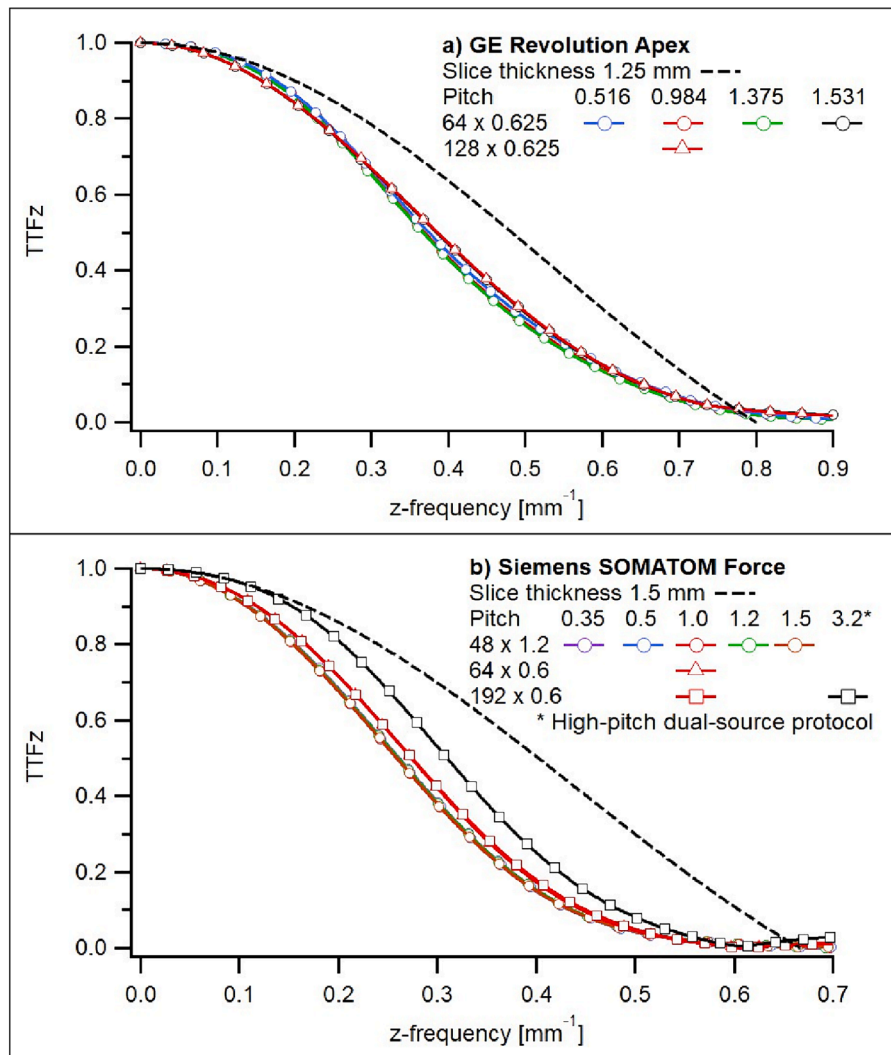 a) GE Revolution Apex
Slice thickness 1.25 mm
Pitch 0.516 0.984 1.375 1.531
64 x 0.625
128 x 0.625
1.0
0.8
0.6
0.4
0.2
0.0
TTFz
0.0 0.1 0.2 0.3 0.4 0.5 0.6 0.7 0.8 0.9
z-frequency [mm⁻¹]
b) Siemens SOMATOM Force
Slice thickness 1.5 mm
Pitch 0.35 0.5 1.0 1.2 1.5 3.2*
48 x 1.2
64 x 0.6
192 x 0.6
* High-pitch dual-source protocol
1.0
0.8
0.6
0.4
0.2
0.0
TTFz
0.0 0.1 0.2 0.3 0.4 0.5 0.6 0.7
z-frequency [mm⁻¹]